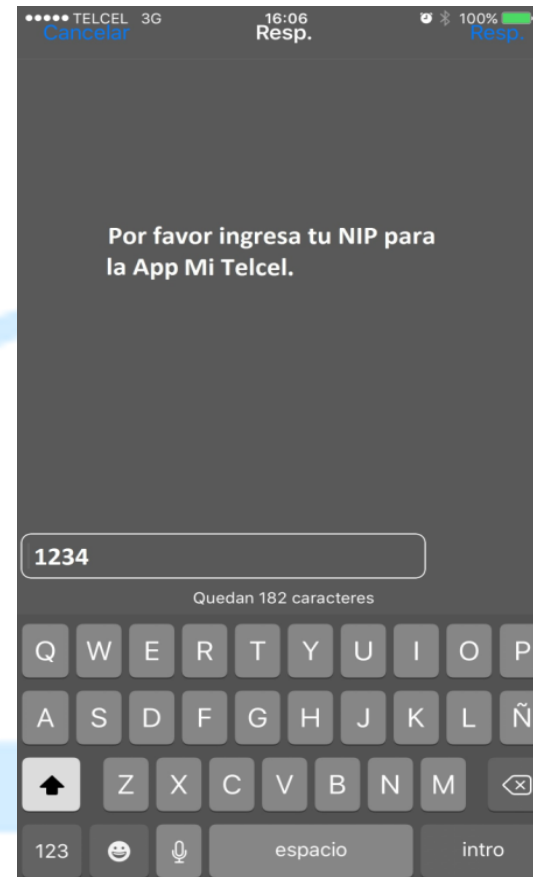 TELCEL 3G 16:06 100%
Cancelar Resp. Resp.
Por favor ingresa tu NIP para
la App Mi Telcel.
1234
Quedan 182 caracteres
Q W E R T Y U I O P
A S D F G H J K L Ñ
Z X C V B N M
123 espacio intro